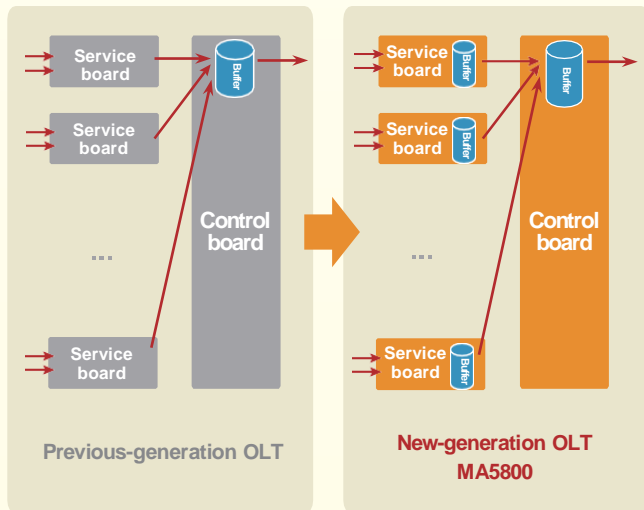 Service
board
Buffer
Service
board
...
Control
board
Service
board
Previous-generation OLT
Service
board
Buffer
Buffer
Service
board
Buffer
...
Control
board
Service
board
Buffer
New-generation OLT
MA5800